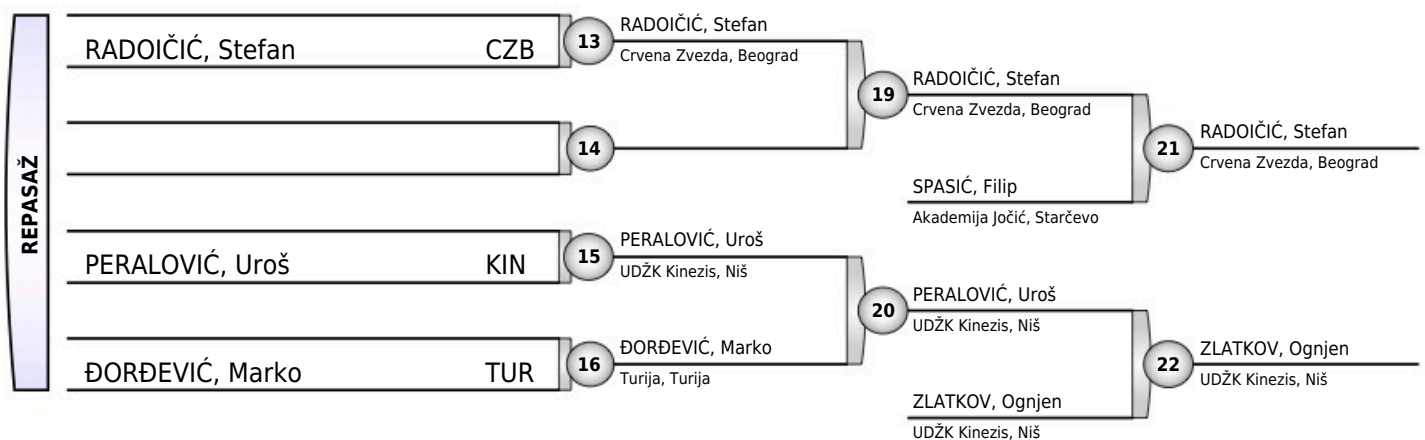 REPASAŽ
RADOIČIĆ, Stefan CZB
13
RADOIČIĆ, Stefan
Crvena Zvezda, Beograd
14
19
RADOIČIĆ, Stefan
Crvena Zvezda, Beograd
SPASIĆ, Filip
Akademija Jočić, Starčevo
21
RADOIČIĆ, Stefan
Crvena Zvezda, Beograd
PERALOVIĆ, Uroš KIN
15
PERALOVIĆ, Uroš
UDŽK Kinezis, Niš
ĐORĐEVIĆ, Marko TUR
16
ĐORĐEVIĆ, Marko
Turija, Turija
20
PERALOVIĆ, Uroš
UDŽK Kinezis, Niš
ZLATKOV, Ognjen
UDŽK Kinezis, Niš
22
ZLATKOV, Ognjen
UDŽK Kinezis, Niš